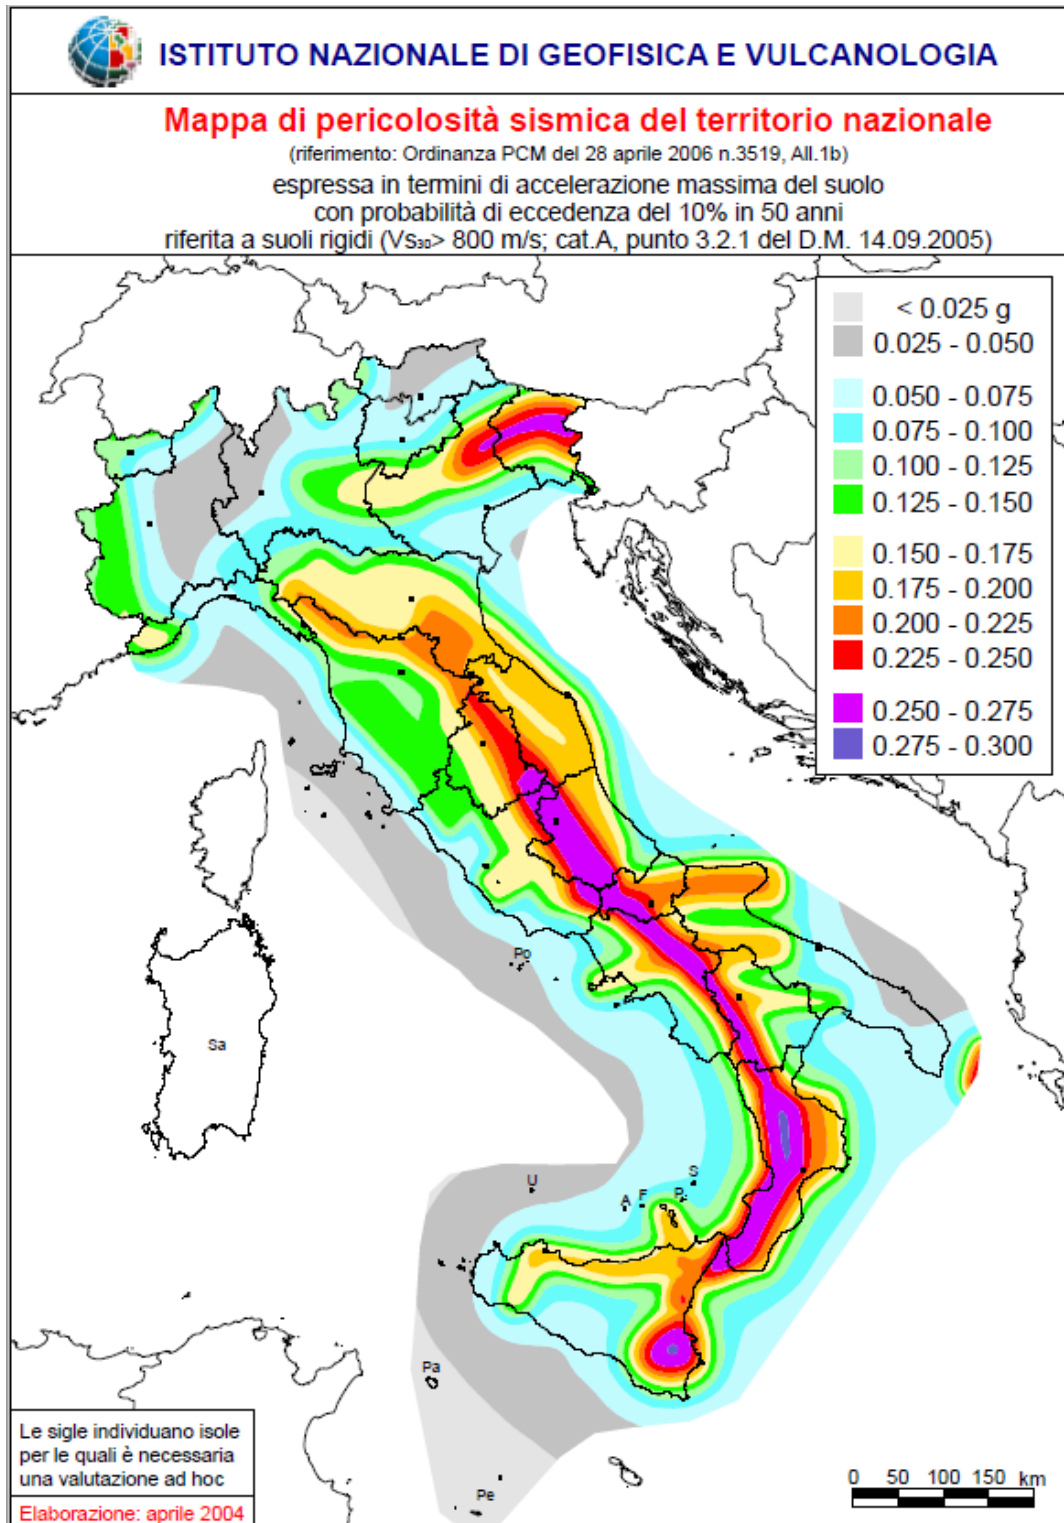 ISTITUTO NAZIONALE DI GEOFISICA E VULCANOLOGIA
Mappa di pericolosità sismica del territorio nazionale
(riferimento: Ordinanza PCM del 28 aprile 2006 n.3519, All.1b)
espressa in termini di accelerazione massima del suolo
con probabilità di eccedenza del 10% in 50 anni
riferita a suoli rigidi (Vs30> 800 m/s; cat.A, punto 3.2.1 del D.M. 14.09.2005)
< 0.025 g
0.025 - 0.050
0.050 - 0.075
0.075 - 0.100
0.100 - 0.125
0.125 - 0.150
0.150 - 0.175
0.175 - 0.200
0.200 - 0.225
0.225 - 0.250
0.250 - 0.275
0.275 - 0.300
Po
Sa
U
A
F
P
S
Pa
Pe
Le sigle individuano isole
per le quali è necessaria
una valutazione ad hoc
Elaborazione: aprile 2004
0 50 100 150 km